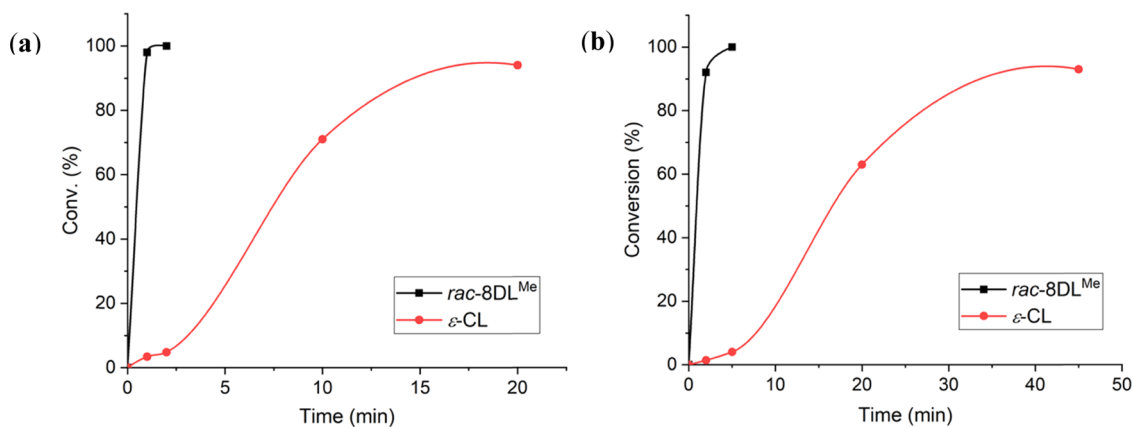 (a)
Conv. (%)
100
80
60
40
20
0
0 5 10 15 20
Time (min)
rac-8DL^Me
ε-CL
(b)
Conversion (%)
100
80
60
40
20
0
0 10 20 30 40 50
Time (min)
rac-8DL^Me
ε-CL